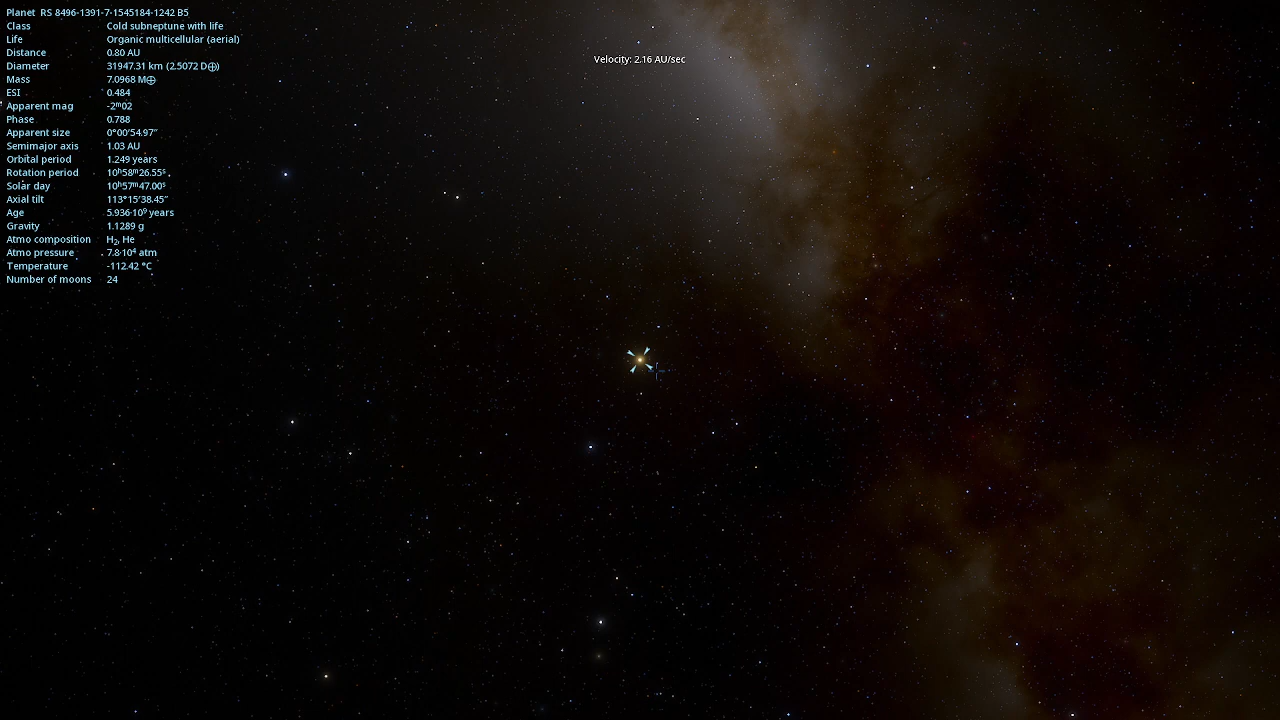 Planet RS 8496-1391-7-1545184-1242 B5
Class Cold subneptune with life
Life Organic multicellular (aerial)
Distance 0.80 AU
Velocity: 2.16 AU/sec
Diameter 31947.31 km (2.5072 D⊕)
Mass 7.0968 M⊕
ESI 0.484
Apparent mag -2ᵐ02
Phase 0.788
Apparent size 0°00'54.97"
Semimajor axis 1.03 AU
Orbital period 1.249 years
Rotation period 10ʰ58ᵐ26.55ˢ
Solar day 10ʰ57ᵐ47.00ˢ
Axial tilt 113°15'38.45"
Age 5.936·10⁹ years
Gravity 1.1289 g
Atmo composition H₂, He
Atmo pressure 7.8·10⁴ atm
Temperature -112.42 °C
Number of moons 24